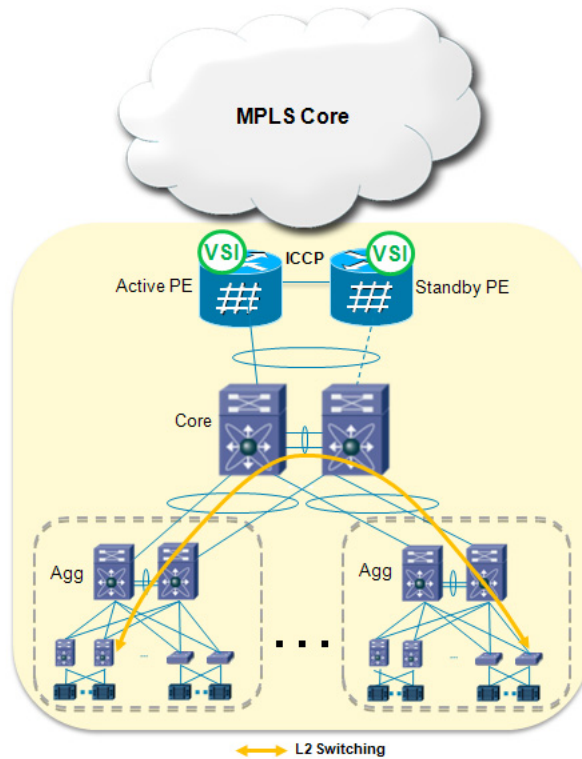 MPLS Core
VSI
ICCP
VSI
Active PE
Standby PE
Core
Agg
Agg
...
L2 Switching